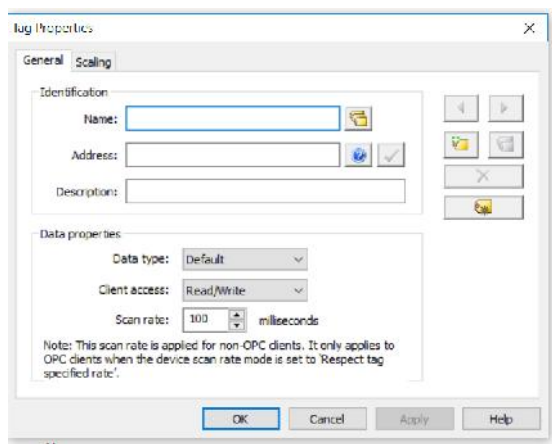 Tag Properties
General Scaling
Identification
Name:
Address:
Description:
Data properties
Data type: Default
Client access: Read/Write
Scan rate: 100 milliseconds
Note: This scan rate is applied for non-OPC clients. It only applies to
OPC clients when the device scan rate mode is set to 'Respect tag
specified rate'.
OK Cancel Apply Help